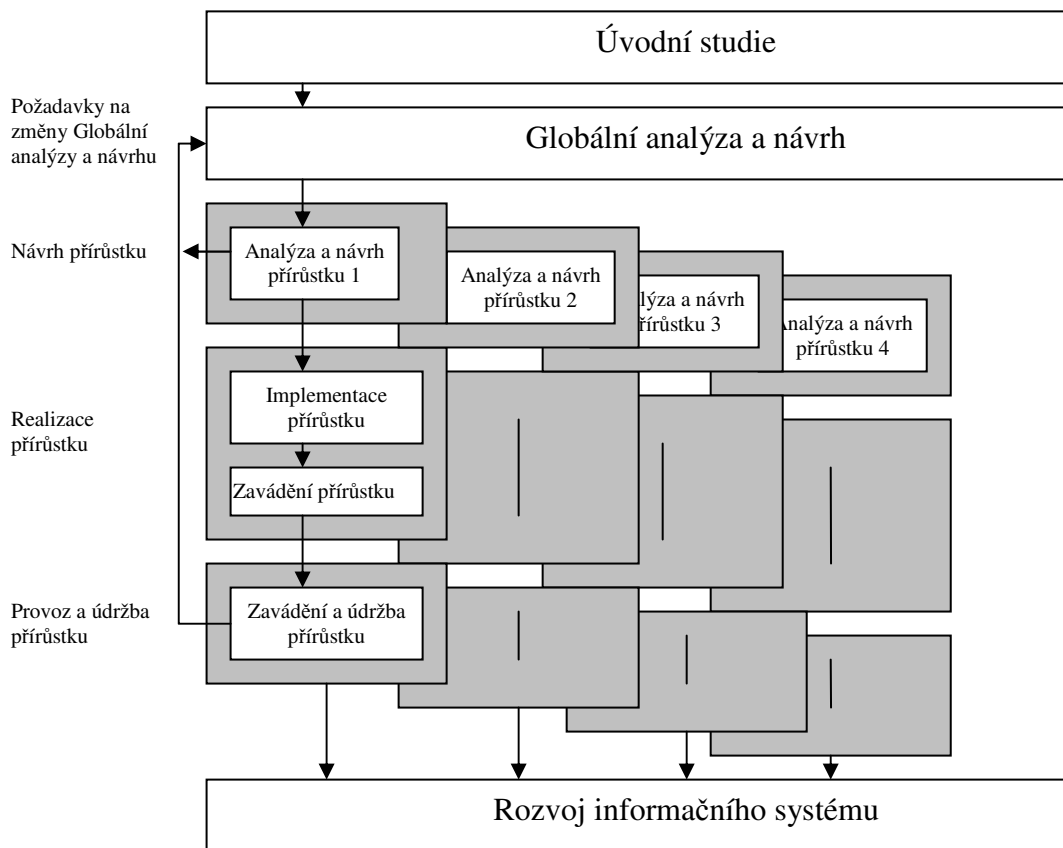 Úvodní studie
Požadavky na
změny Globální
analýzy a návrhu
Globální analýza a návrh
Návrh přírůstku
Analýza a návrh
přírůstku 1
Analýza a návrh
přírůstku 2
lýza a návrh
řírůstku 3
nalýza a návrh
přírůstku 4
Realizace
přírůstku
Implementace
přírůstku
Zavádění přírůstku
Provoz a údržba
přírůstku
Zavádění a údržba
přírůstku
Rozvoj informačního systému